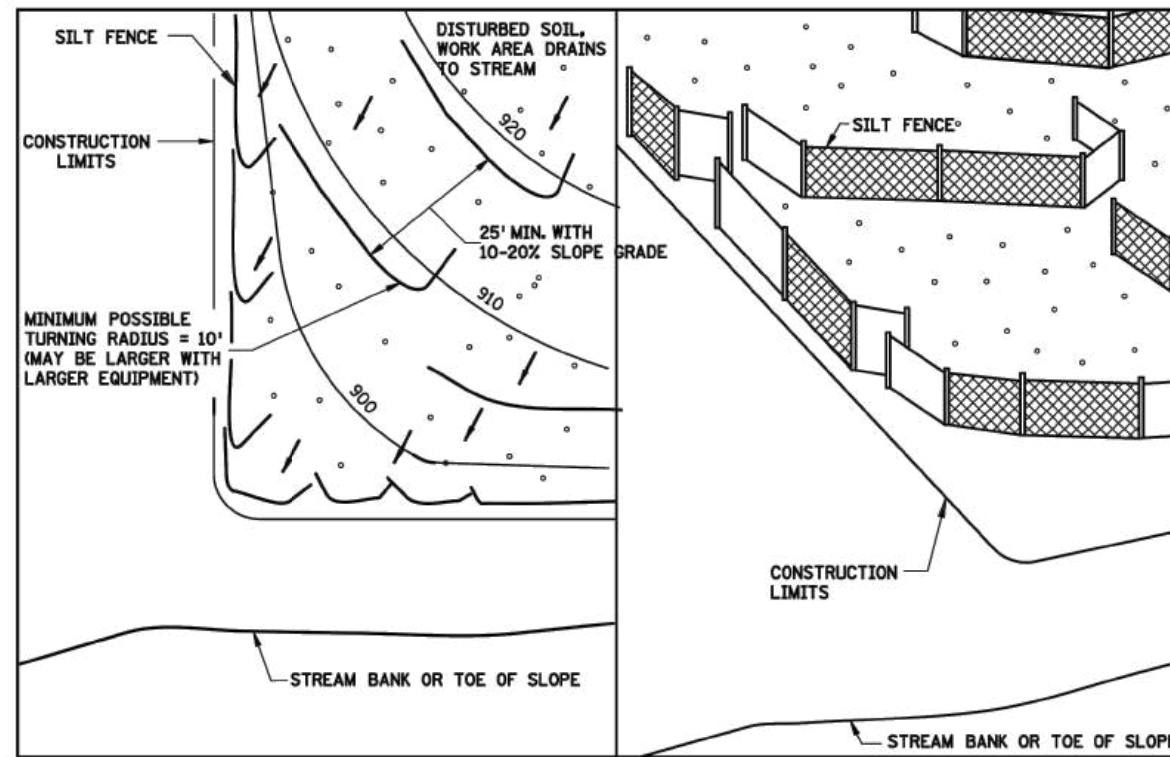 SILT FENCE
DISTURBED SOIL,
WORK AREA DRAINS
TO STREAM
CONSTRUCTION
LIMITS
920
25' MIN. WITH
10-20% SLOPE GRADE
910
MINIMUM POSSIBLE
TURNING RADIUS = 10'
(MAY BE LARGER WITH
LARGER EQUIPMENT)
900
STREAM BANK OR TOE OF SLOPE
SILT FENCE
CONSTRUCTION
LIMITS
STREAM BANK OR TOE OF SLOPE